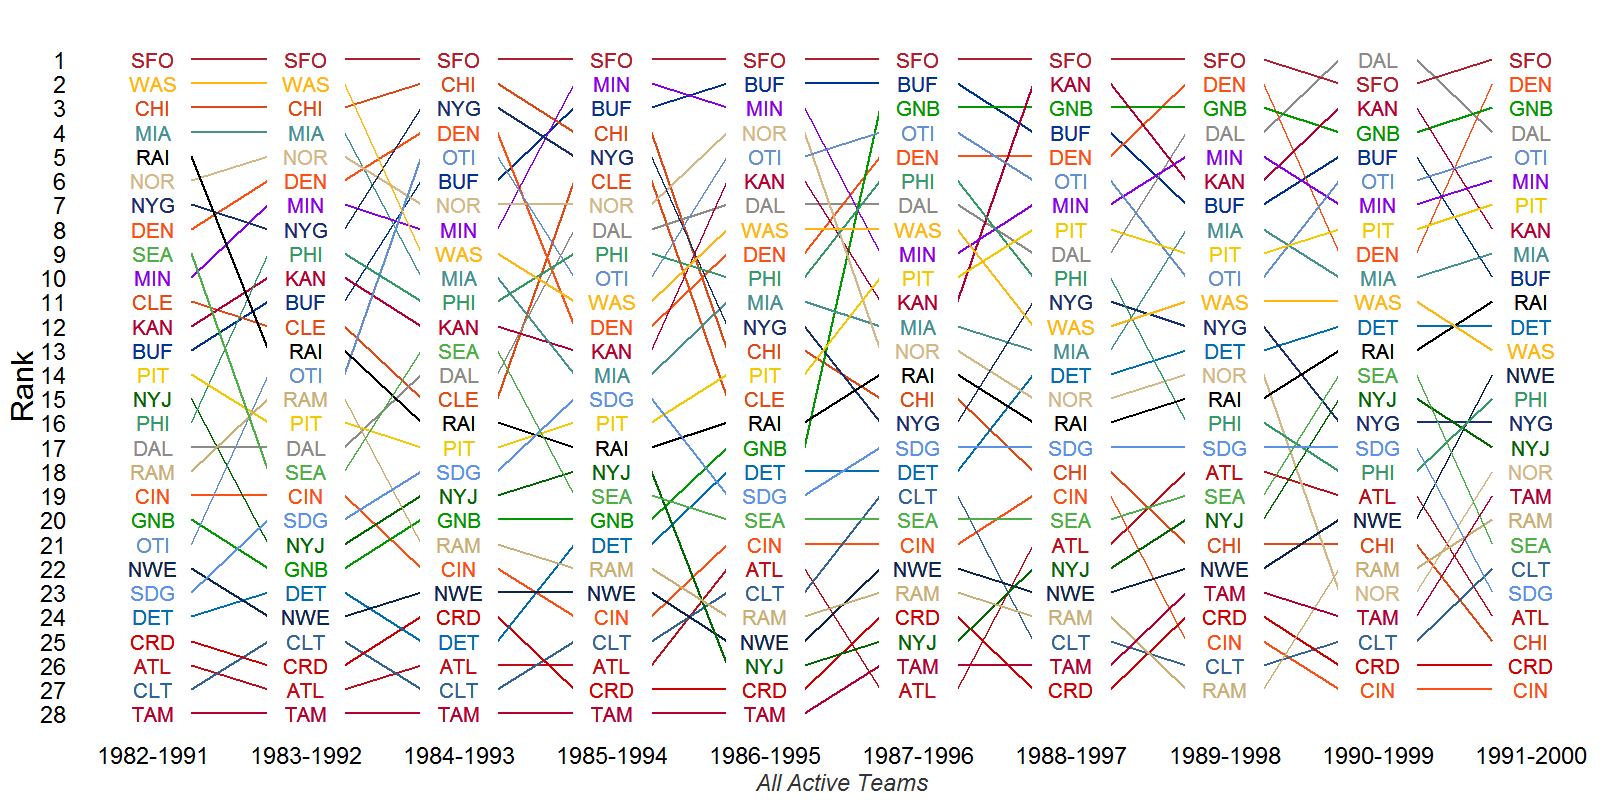 1 SFO SFO SFO SFO SFO SFO SFO SFO DAL SFO
2 WAS WAS CHI MIN BUF BUF KAN DEN SFO DEN
3 CHI CHI NYG BUF MIN GNB GNB GNB KAN GNB
4 MIA MIA DEN CHI NOR OTI BUF DAL GNB DAL
5 RAI NOR OTI NYG OTI DEN DEN MIN BUF OTI
6 NOR DEN BUF CLE KAN PHI OTI KAN OTI MIN
7 NYG MIN NOR NOR DAL DAL MIN BUF MIN PIT
8 DEN NYG MIN DAL WAS WAS PIT MIA PIT KAN
9 SEA PHI WAS PHI DEN MIN DAL PIT DEN MIA
10 MIN KAN MIA OTI PHI PIT PHI OTI MIA BUF
11 CLE BUF PHI WAS MIA KAN NYG WAS WAS RAI
12 KAN CLE KAN DEN NYG MIA WAS NYG DET DET
13 BUF RAI SEA KAN CHI NOR MIA DET RAI WAS
14 PIT OTI DAL MIA PIT RAI DET NOR SEA NWE
15 NYJ RAM CLE SDG CLE CHI NOR RAI NYJ PHI
16 PHI PIT RAI PIT RAI NYG RAI PHI NYG NYG
17 DAL DAL PIT RAI GNB SDG SDG SDG SDG NYJ
18 RAM SEA SDG NYJ DET DET CHI ATL PHI NOR
19 CIN CIN NYJ SEA SDG CLT CIN SEA ATL TAM
20 GNB SDG GNB GNB SEA SEA SEA NYJ NWE RAM
21 OTI NYJ RAM DET CIN CIN ATL CHI CHI SEA
22 NWE GNB CIN RAM ATL NWE NYJ NWE RAM CLT
23 SDG DET NWE NWE CLT RAM NWE TAM NOR SDG
24 DET NWE CRD CIN RAM CRD RAM CRD TAM ATL
25 CRD CLT DET CLT NWE NYJ CLT CIN CLT CHI
26 ATL CRD ATL ATL NYJ TAM TAM CLT CRD CRD
27 CLT ATL CLT CRD CRD ATL CRD RAM CIN CIN
28 TAM TAM TAM TAM TAM
Rank
1982-1991 1983-1992 1984-1993 1985-1994 1986-1995 1987-1996 1988-1997 1989-1998 1990-1999 1991-2000
All Active Teams